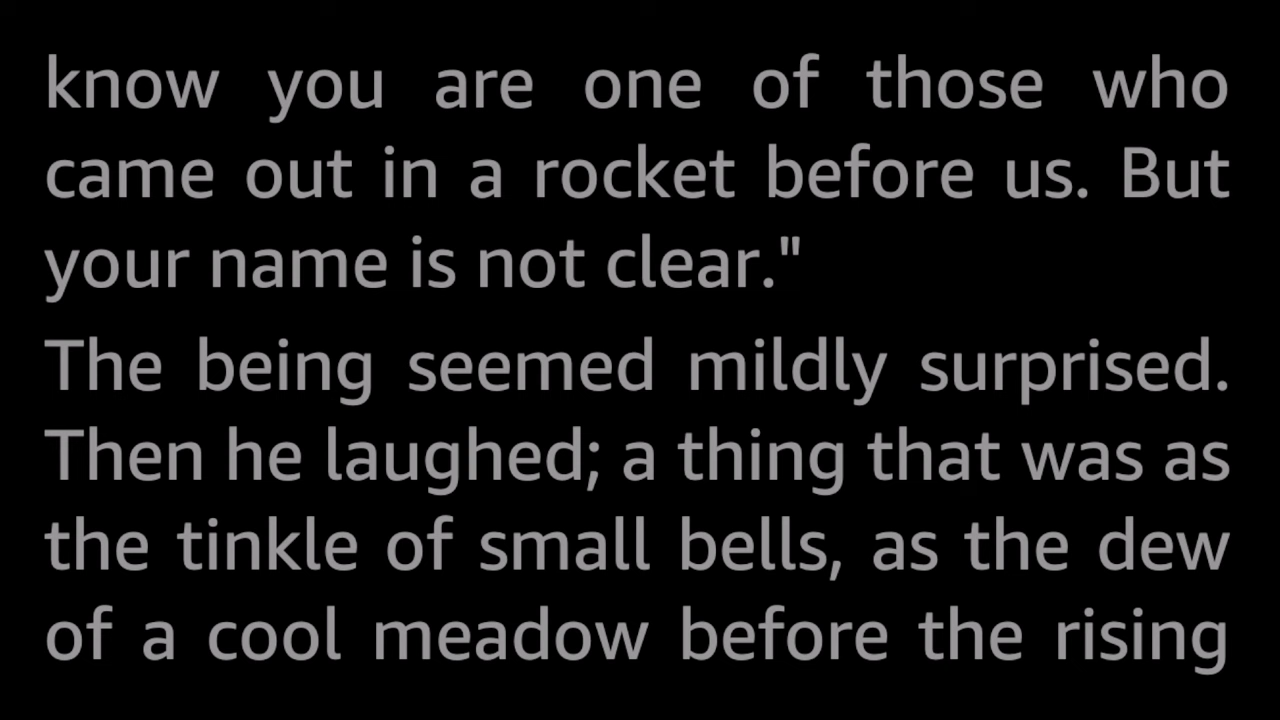 know you are one of those who
came out in a rocket before us. But
your name is not clear."
The being seemed mildly surprised.
Then he laughed; a thing that was as
the tinkle of small bells, as the dew
of a cool meadow before the rising